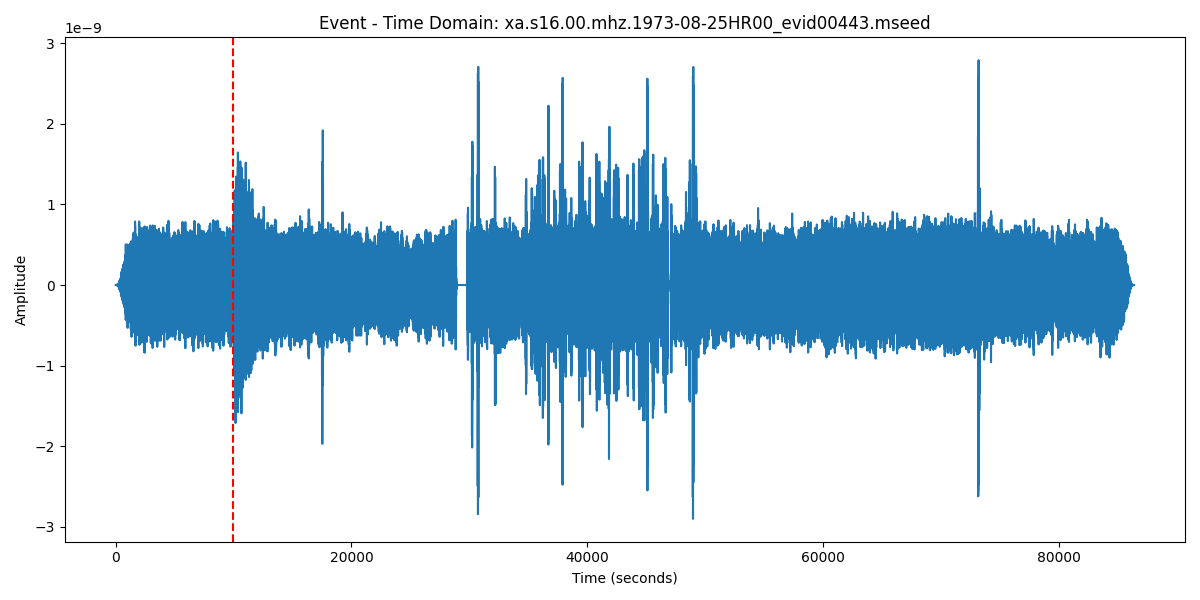 Event - Time Domain: xa.s16.00.mhz.1973-08-25HR00_evid00443.mseed
1e−9
3
2
1
0
−1
−2
−3
Amplitude
0 20000 40000 60000 80000
Time (seconds)